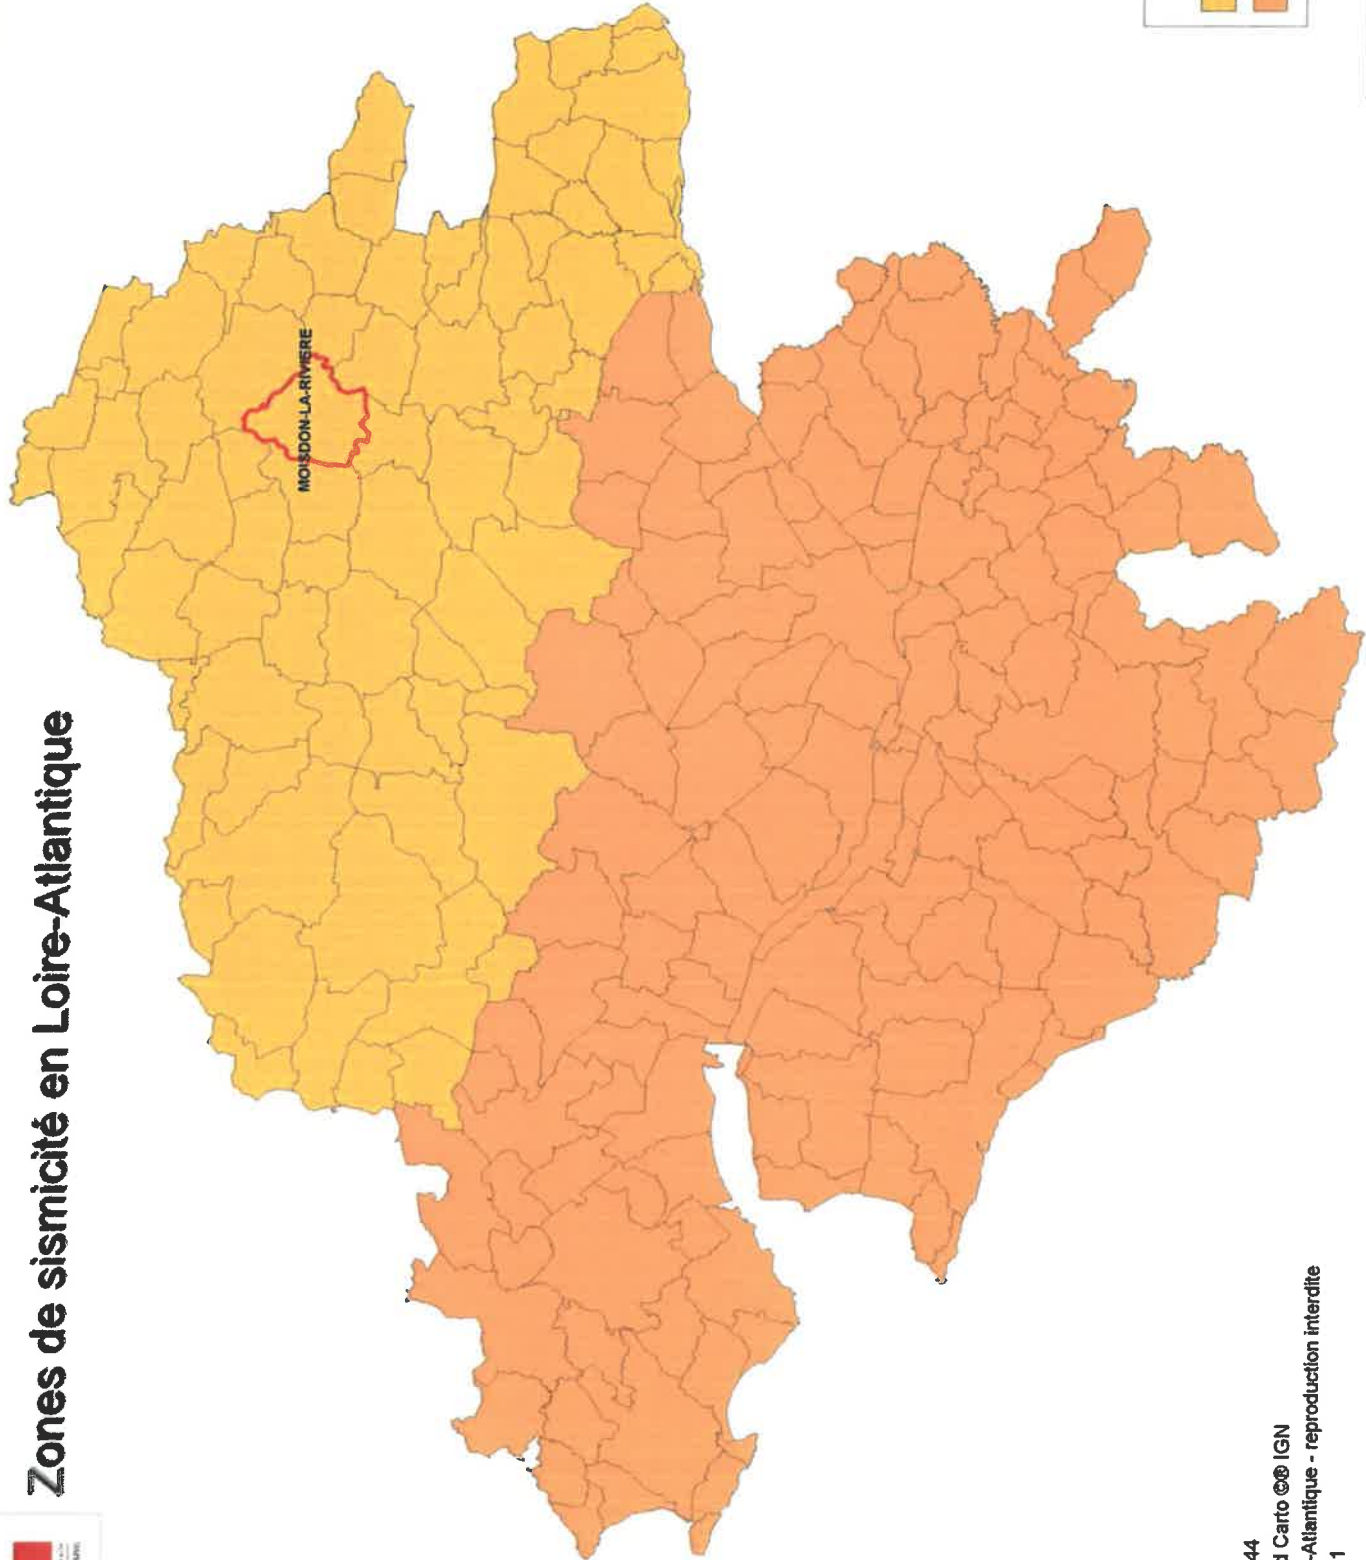 Zones de sismicité en Loire-Atlantique
MOISDON-LA-RIVIERE
44
Carto ©® IGN
-Atlantique - reproduction interdite
1